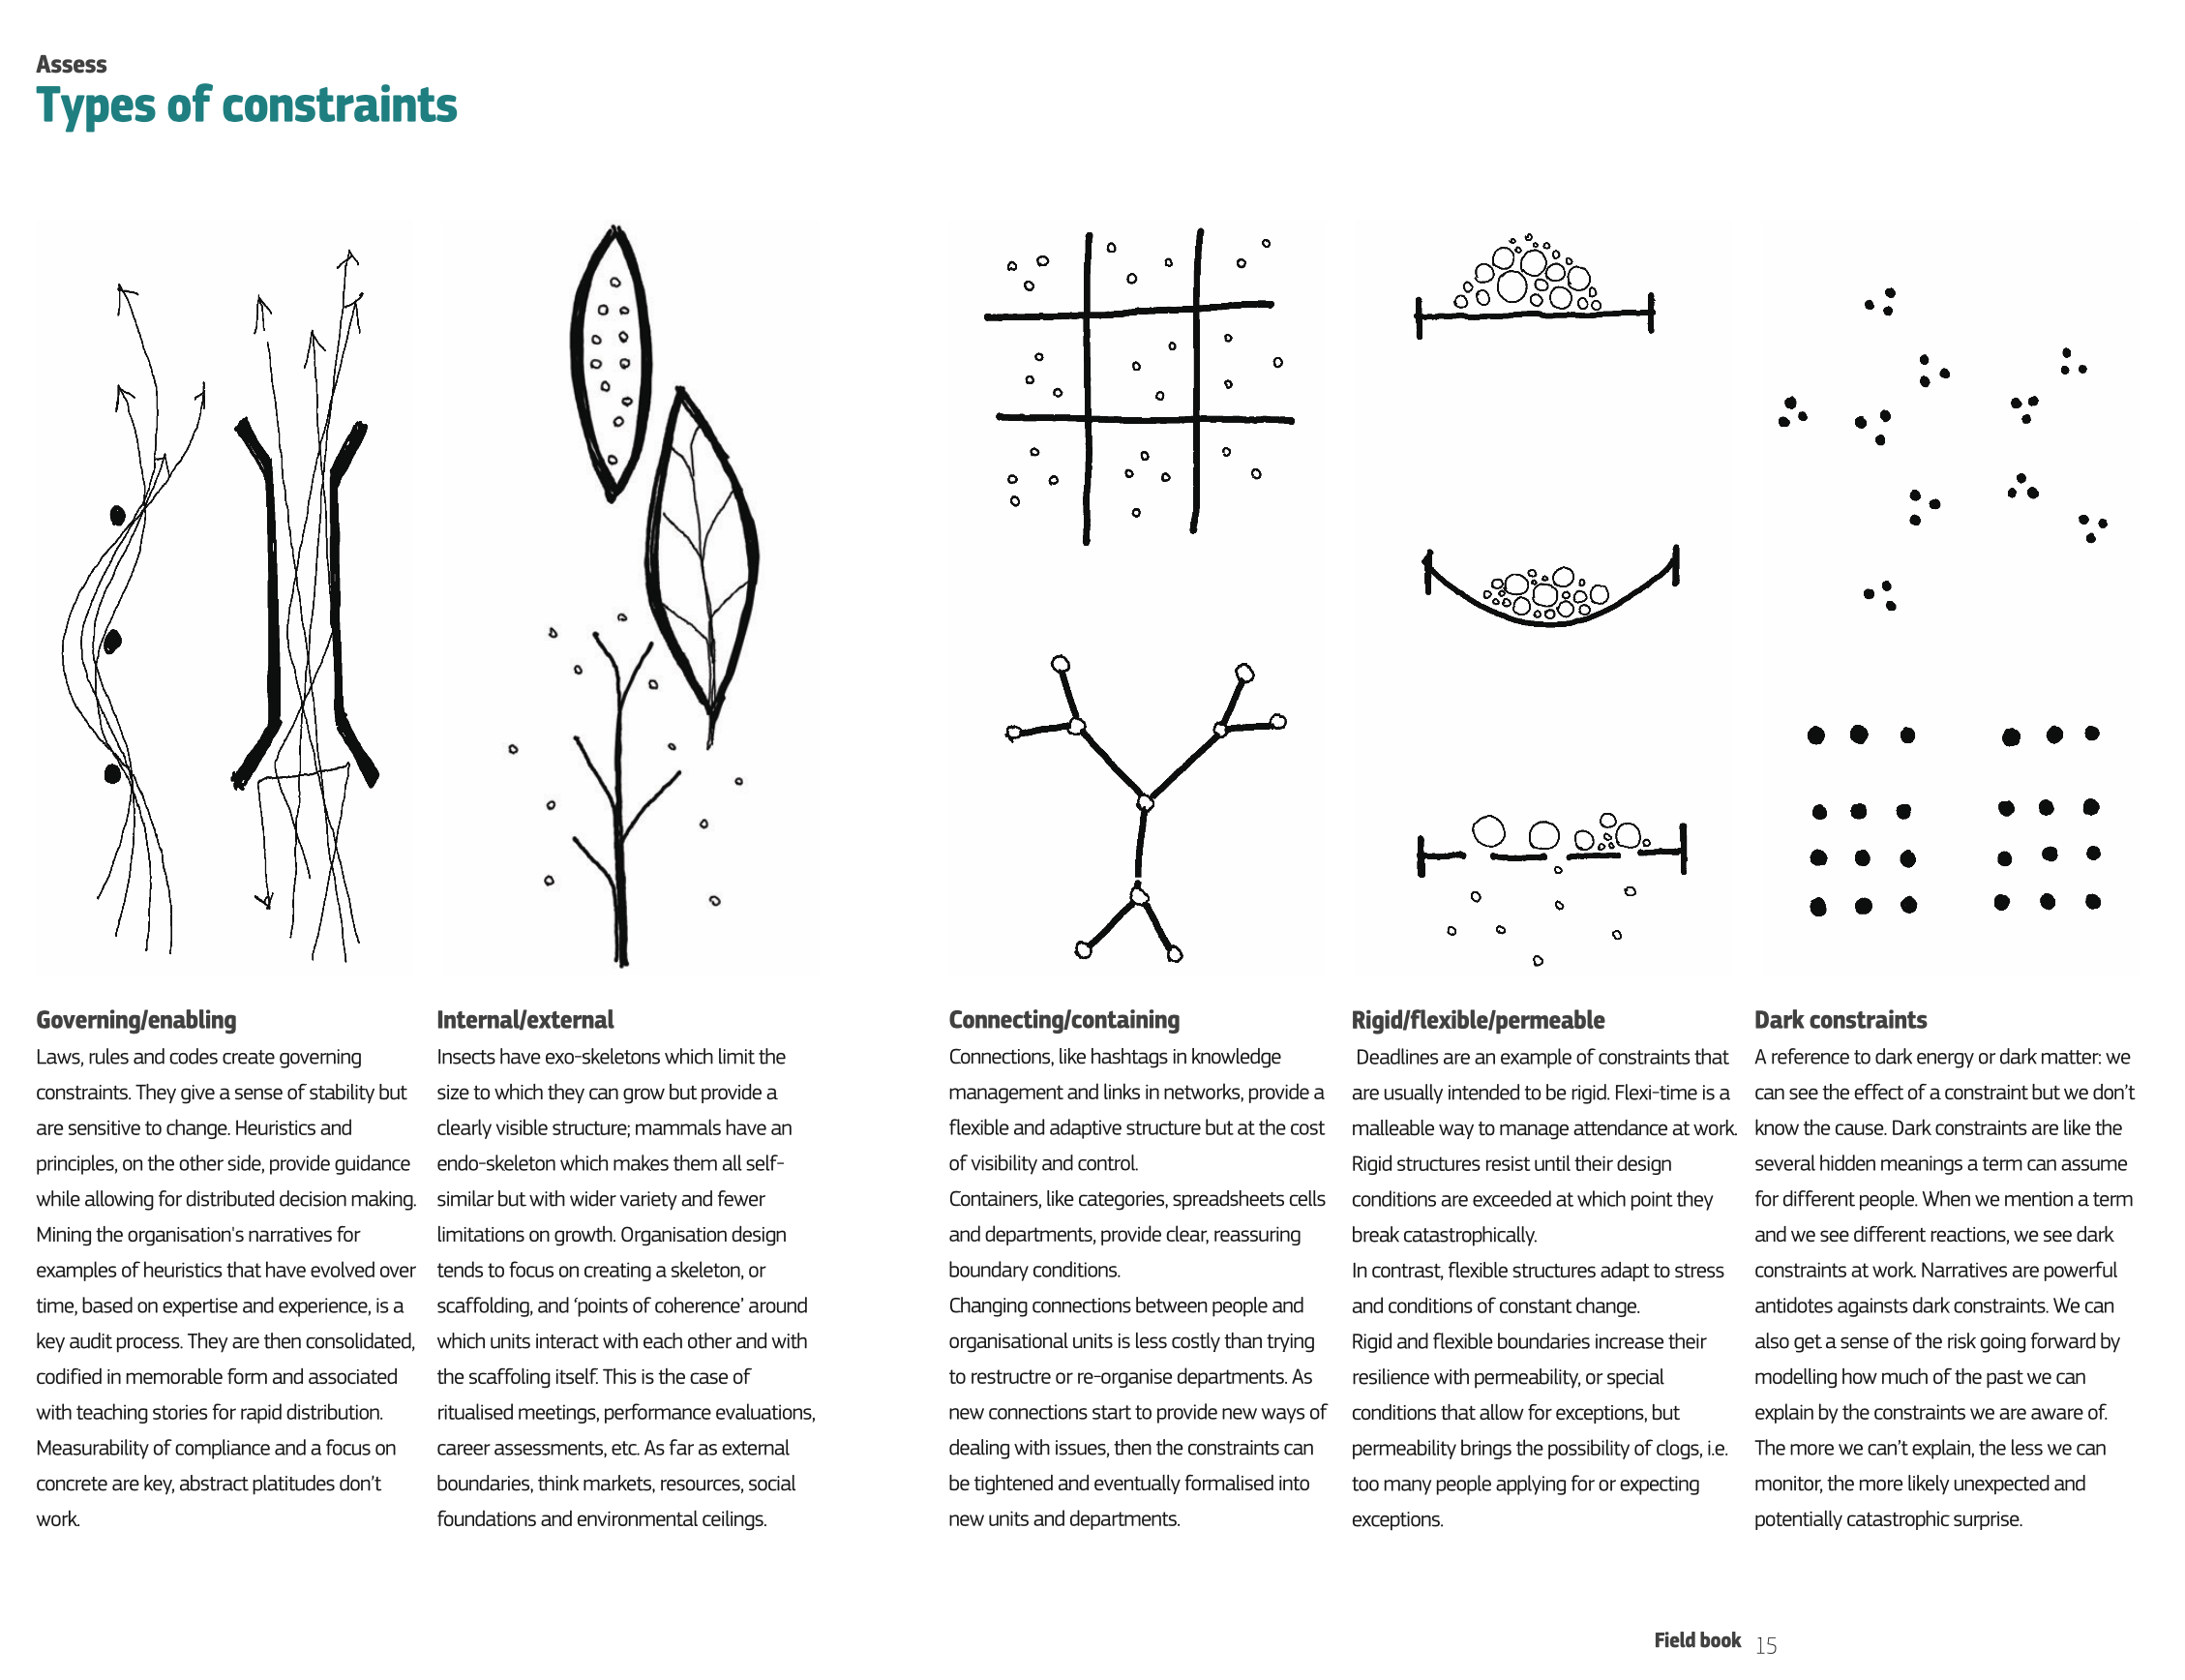 Assess
Types of constraints
Governing/enabling
Laws, rules and codes create governing
constraints. They give a sense of stability but
are sensitive to change. Heuristics and
principles, on the other side, provide guidance
while allowing for distributed decision making.
Mining the organisation's narratives for
examples of heuristics that have evolved over
time, based on expertise and experience, is a
key audit process. They are then consolidated,
codified in memorable form and associated
with teaching stories for rapid distribution.
Measurability of compliance and a focus on
concrete are key, abstract platitudes don't
work.
Internal/external
Insects have exo-skeletons which limit the
size to which they can grow but provide a
clearly visible structure; mammals have an
endo-skeleton which makes them all self-
similar but with wider variety and fewer
limitations on growth. Organisation design
tends to focus on creating a skeleton, or
scaffolding, and ‘points of coherence’ around
which units interact with each other and with
the scaffoling itself. This is the case of
ritualised meetings, performance evaluations,
career assessments, etc. As far as external
boundaries, think markets, resources, social
foundations and environmental ceilings.
Connecting/containing
Connections, like hashtags in knowledge
management and links in networks, provide a
flexible and adaptive structure but at the cost
of visibility and control.
Containers, like categories, spreadsheets cells
and departments, provide clear, reassuring
boundary conditions.
Changing connections between people and
organisational units is less costly than trying
to restructre or re-organise departments. As
new connections start to provide new ways of
dealing with issues, then the constraints can
be tightened and eventually formalised into
new units and departments.
Rigid/flexible/permeable
Deadlines are an example of constraints that
are usually intended to be rigid. Flexi-time is a
malleable way to manage attendance at work.
Rigid structures resist until their design
conditions are exceeded at which point they
break catastrophically.
In contrast, flexible structures adapt to stress
and conditions of constant change.
Rigid and flexible boundaries increase their
resilience with permeability, or special
conditions that allow for exceptions, but
permeability brings the possibility of clogs, i.e.
too many people applying for or expecting
exceptions.
Dark constraints
A reference to dark energy or dark matter: we
can see the effect of a constraint but we don't
know the cause. Dark constraints are like the
several hidden meanings a term can assume
for different people. When we mention a term
and we see different reactions, we see dark
constraints at work. Narratives are powerful
antidotes againsts dark constraints. We can
also get a sense of the risk going forward by
modelling how much of the past we can
explain by the constraints we are aware of.
The more we can't explain, the less we can
monitor, the more likely unexpected and
potentially catastrophic surprise.
Field book 15